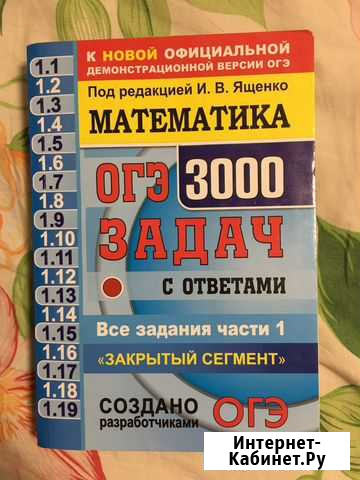 К НОВОЙ ОФИЦИАЛЬНОЙ
ДЕМОНСТРАЦИОННОЙ ВЕРСИИ ОГЭ
Под редакцией И. В. Ященко
МАТЕМАТИКА
ОГЭ 3000
ЗАДАЧ
С ОТВЕТАМИ
Все задания части 1
«ЗАКРЫТЫЙ СЕГМЕНТ»
СОЗДАНО
разработчиками ОГЭ
1.1
1.2
1.3
1.4
1.5
1.6
1.7
1.8
1.9
1.10
1.11
1.12
1.13
1.14
1.15
1.16
1.17
1.18
1.19
Интернет-
Кабинет.Ру